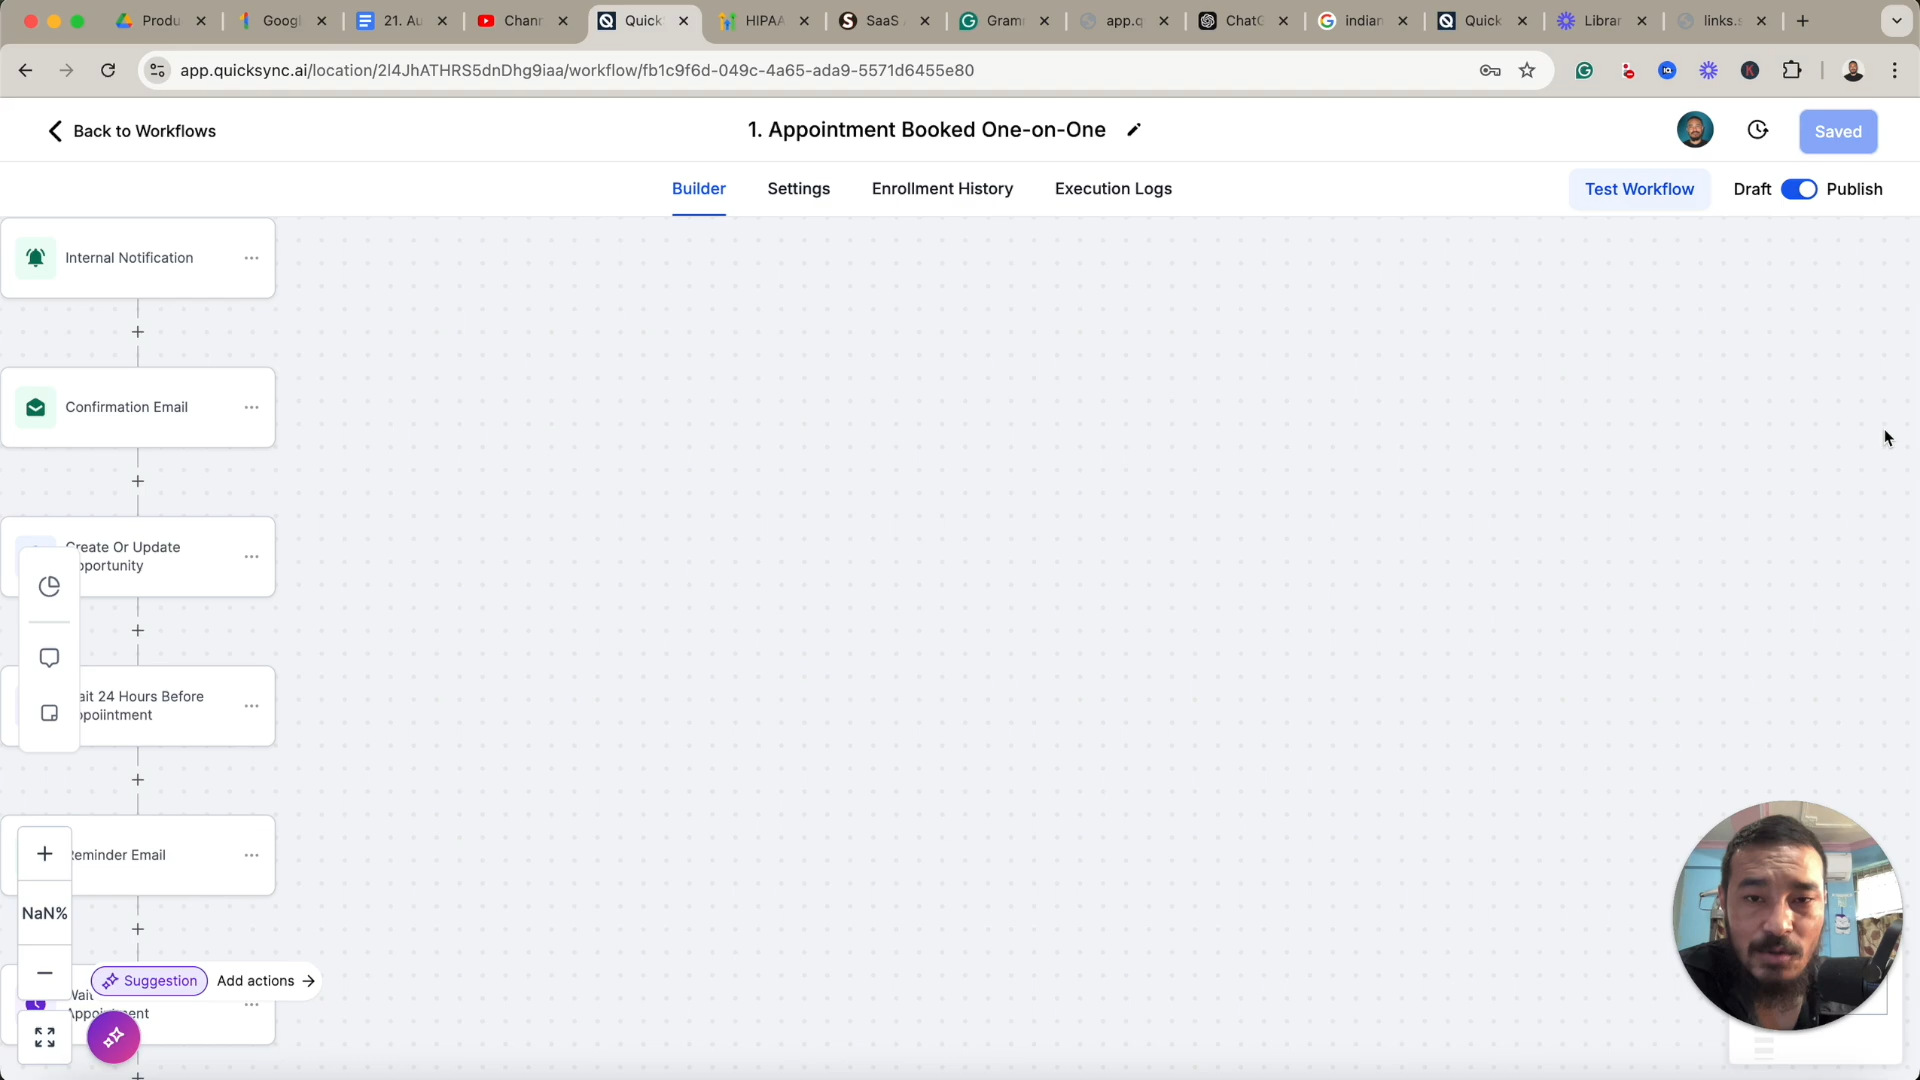 Produ
Googl
21. Au
Chann
Quick
HIPAA
SaaS
Gramm
app.q
ChatG
indian
Quick
Librar
links.s
app.quicksync.ai/location/2l4JhATHRS5dnDhg9iaa/workflow/fb1c9f6d-049c-4a65-ada9-5571d6455e80
Back to Workflows
1. Appointment Booked One-on-One
Saved
Builder
Settings
Enrollment History
Execution Logs
Test Workflow
Draft
Publish
Internal Notification
Confirmation Email
Create Or Update
pportunity
ait 24 Hours Before
ppoiintment
Reminder Email
NaN%
Suggestion
Add actions
Wait
Appointment